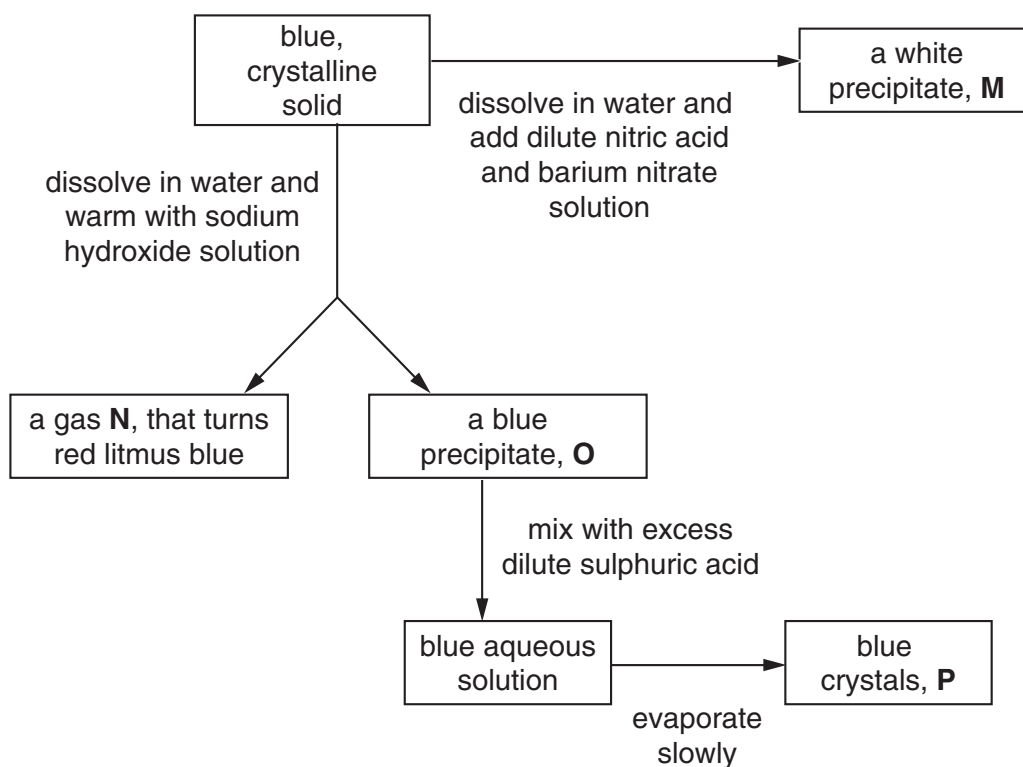 blue,
crystalline
solid
dissolve in water and
add dilute nitric acid
and barium nitrate
solution
a white
precipitate, M
dissolve in water and
warm with sodium
hydroxide solution
a gas N, that turns
red litmus blue
a blue
precipitate, O
mix with excess
dilute sulphuric acid
blue aqueous
solution
evaporate
slowly
blue
crystals, P